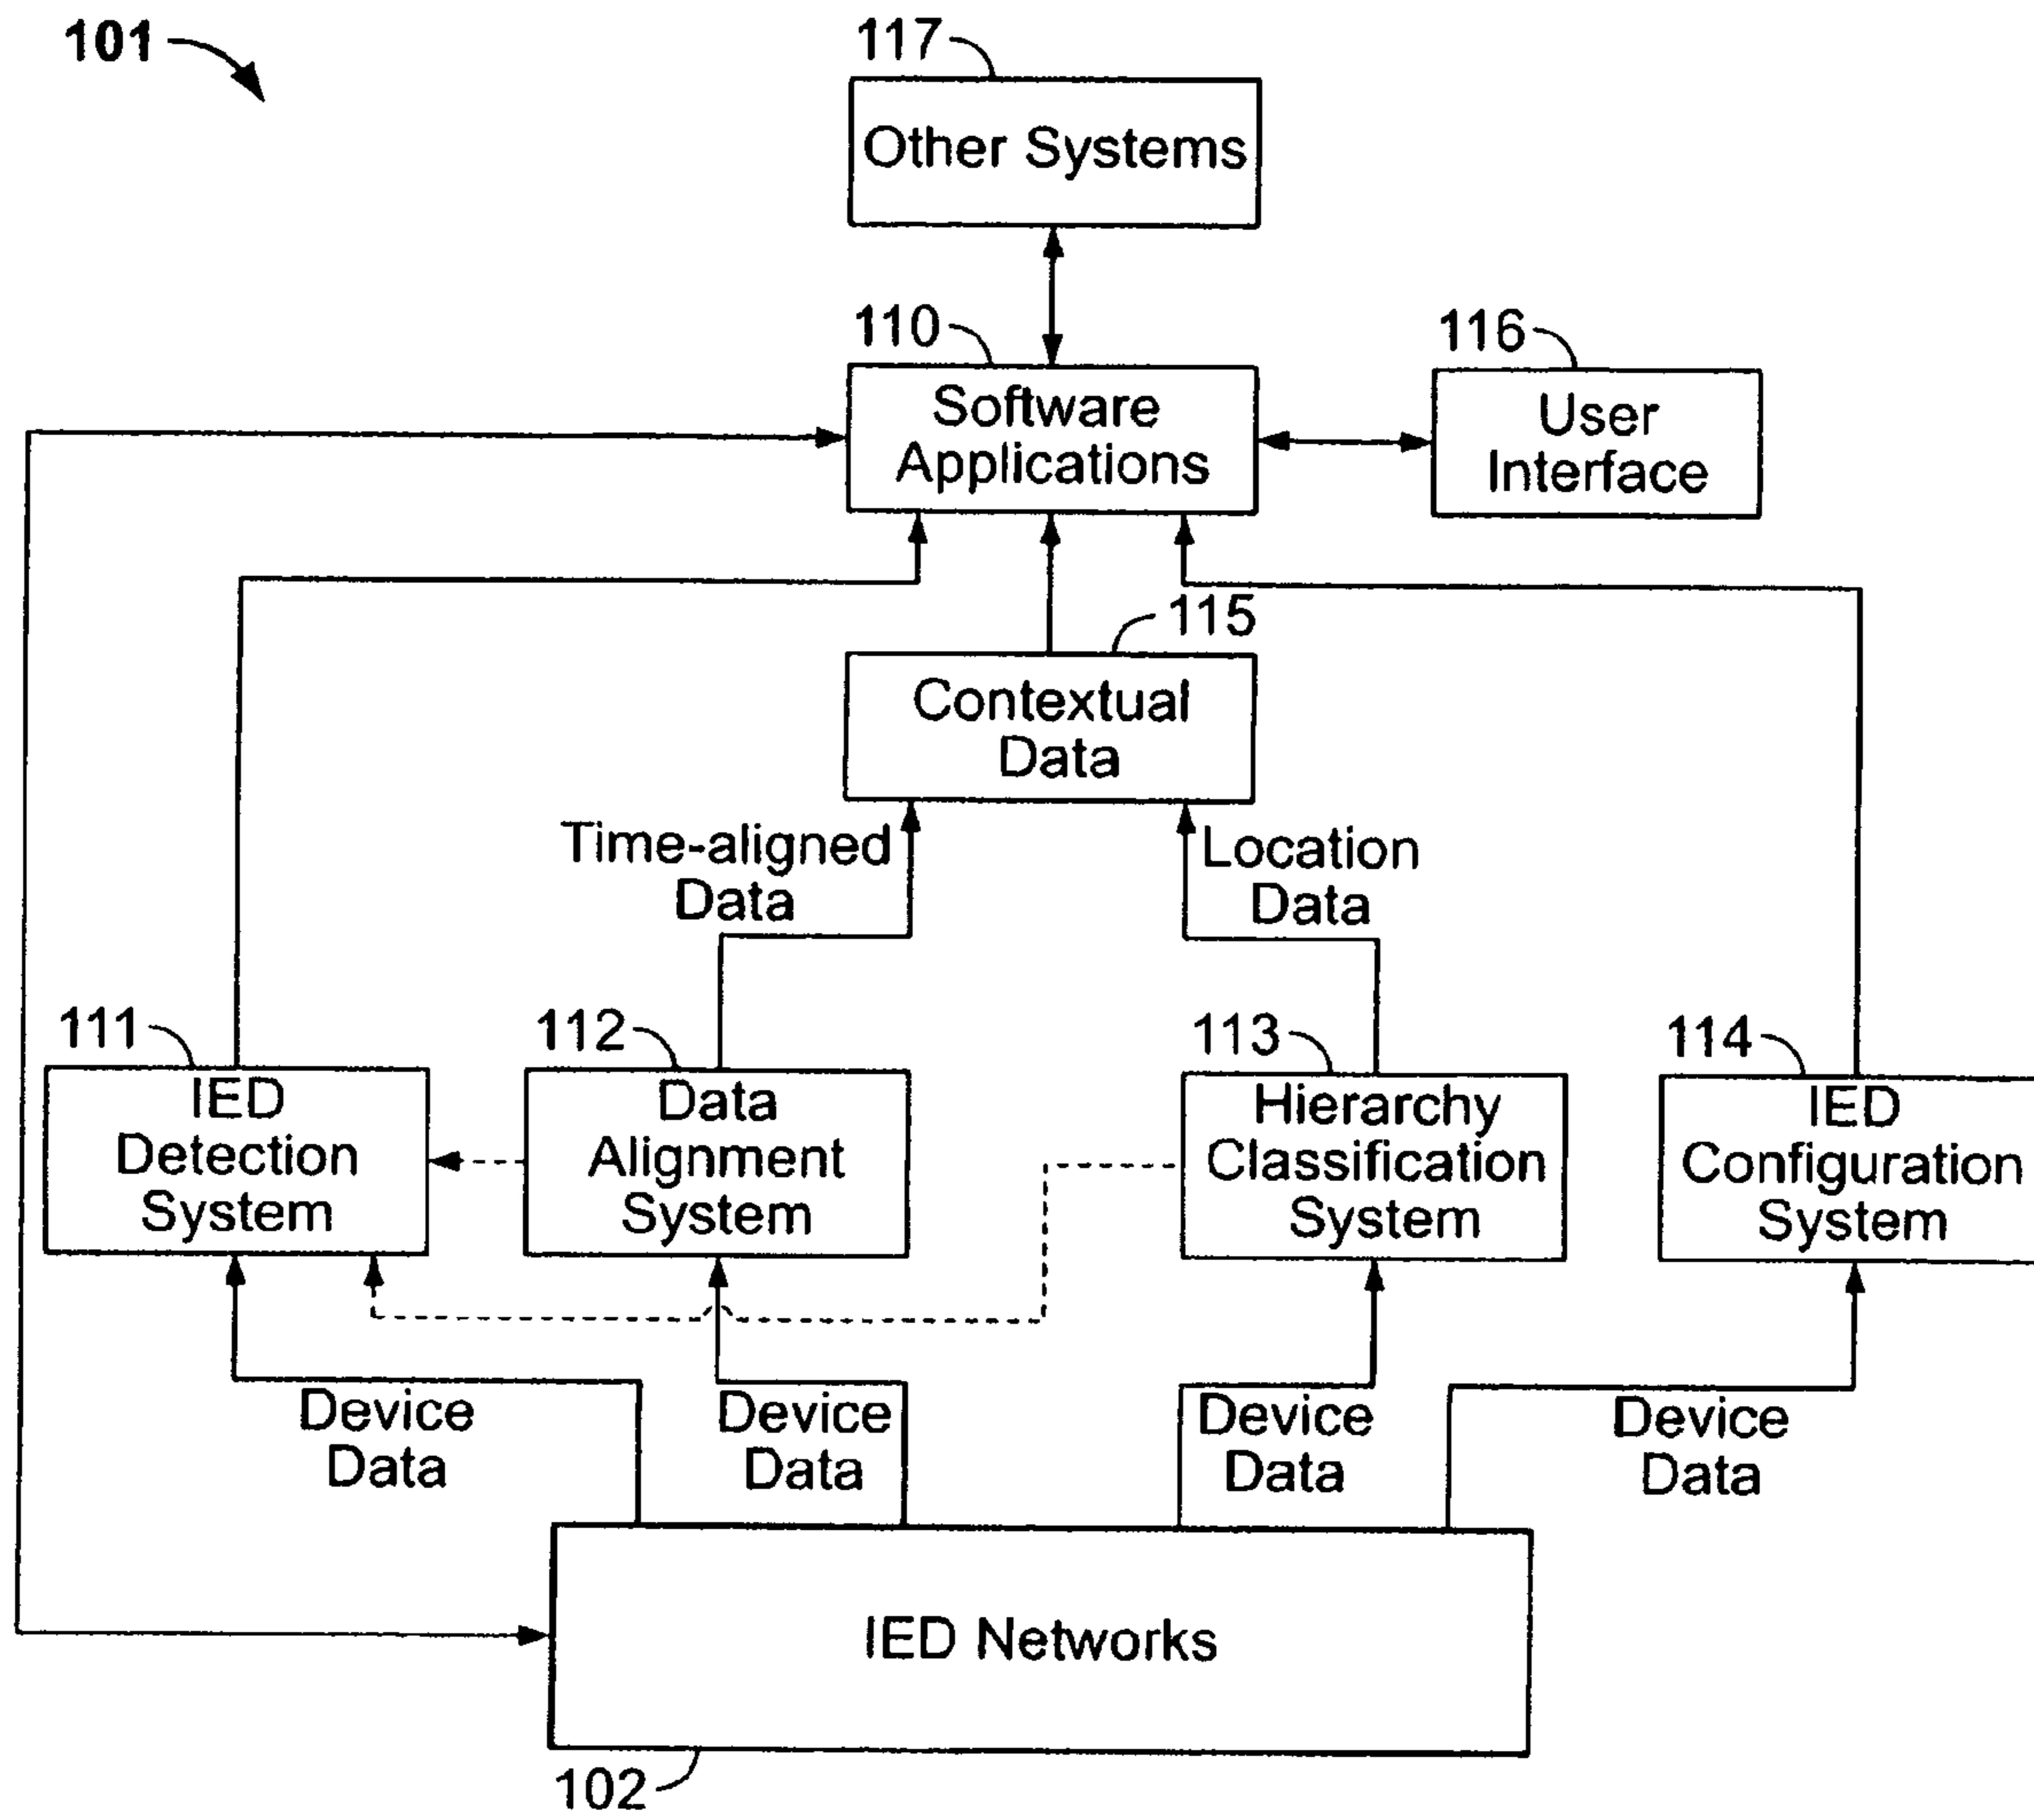 101
117
Other Systems
110
Software
Applications
116
User
Interface
115
Contextual
Data
Time-aligned
Data
Location
Data
111
IED
Detection
System
112
Data
Alignment
System
113
Hierarchy
Classification
System
114
IED
Configuration
System
Device
Data
Device
Data
Device
Data
Device
Data
IED Networks
102